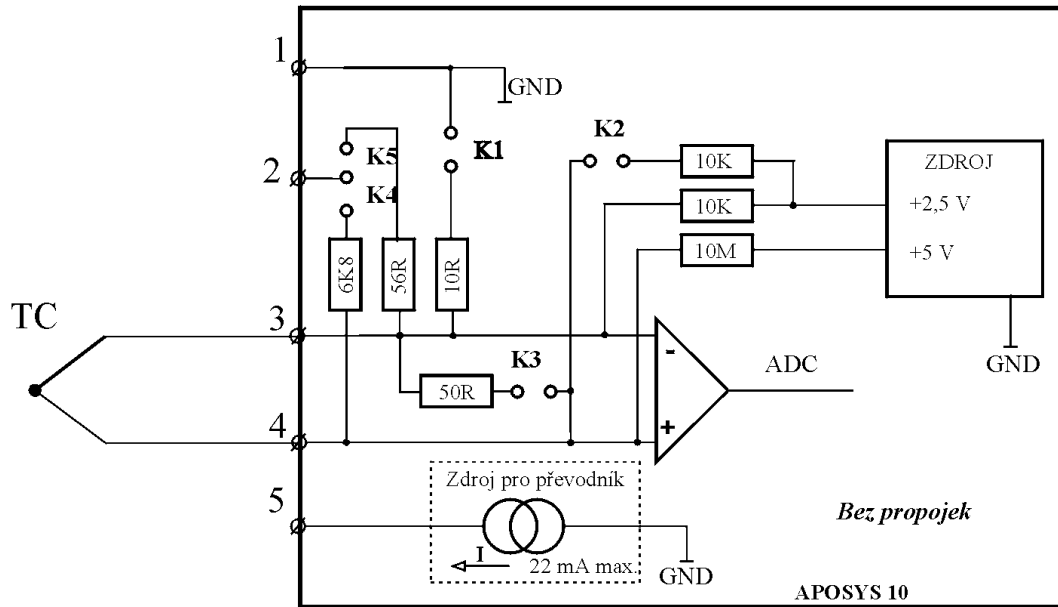 1
GND
K2
K1
K5
2
K4
10K
ZDROJ
10K
+2,5 V
10M
+5 V
6K8
56R
10R
TC
3
-
GND
K3
ADC
50R
4
+
Zdroj pro převodník
5
Bez propojek
I
22 mA max.
GND
APOSYS 10